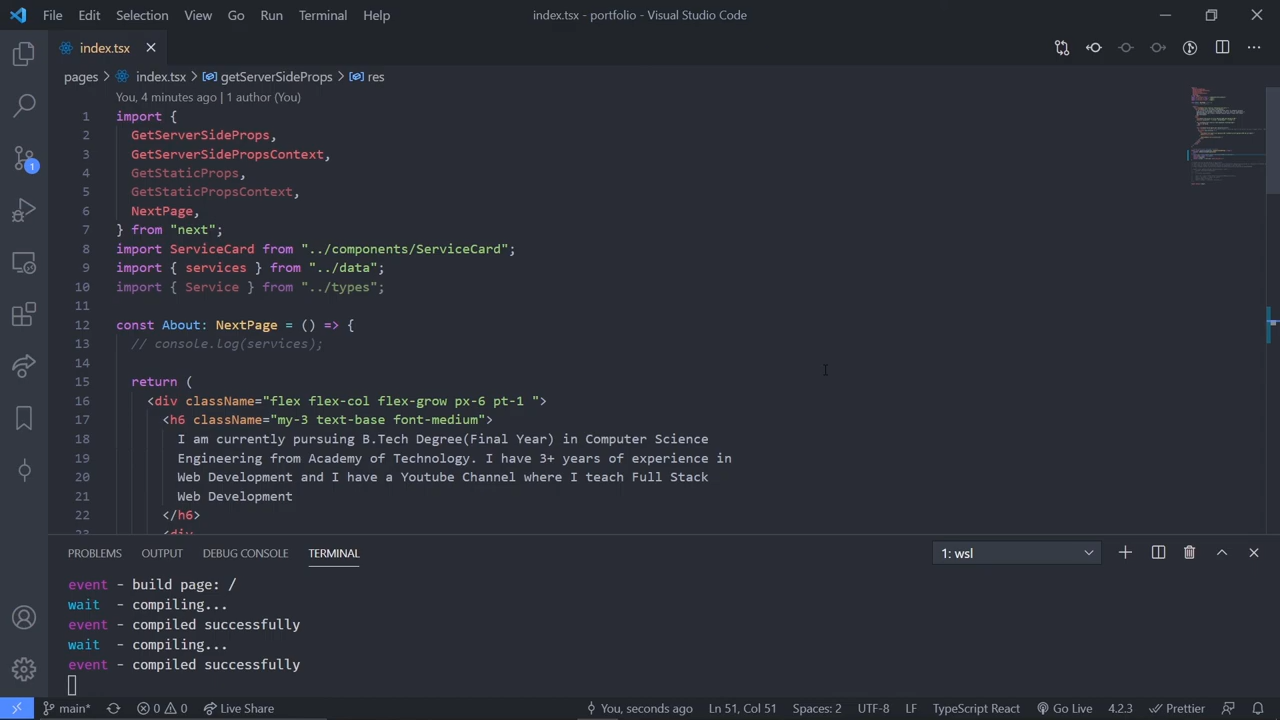 File Edit Selection View Go Run Terminal Help index.tsx - portfolio - Visual Studio Code
index.tsx
pages > index.tsx > getServerSideProps > res
You, 4 minutes ago | 1 author (You)
1 import {
2 GetServerSideProps,
3 GetServerSidePropsContext,
4 GetStaticProps,
5 GetStaticPropsContext,
6 NextPage,
7 } from "next";
8 import ServiceCard from "../components/ServiceCard";
9 import { services } from "../data";
10 import { Service } from "../types";
11
12 const About: NextPage = () => {
13 // console.log(services);
14
15 return (
16 <div className="flex flex-col flex-grow px-6 pt-1 ">
17 <h6 className="my-3 text-base font-medium">
18 I am currently pursuing B.Tech Degree(Final Year) in Computer Science
19 Engineering from Academy of Technology. I have 3+ years of experience in
20 Web Development and I have a Youtube Channel where I teach Full Stack
21 Web Development
22 </h6>
23 <div
1
PROBLEMS OUTPUT DEBUG CONSOLE TERMINAL 1: wsl
event - build page: /
wait - compiling...
event - compiled successfully
wait - compiling...
event - compiled successfully
main* 0 0 Live Share You, seconds ago Ln 51, Col 51 Spaces: 2 UTF-8 LF TypeScript React Go Live 4.2.3 Prettier